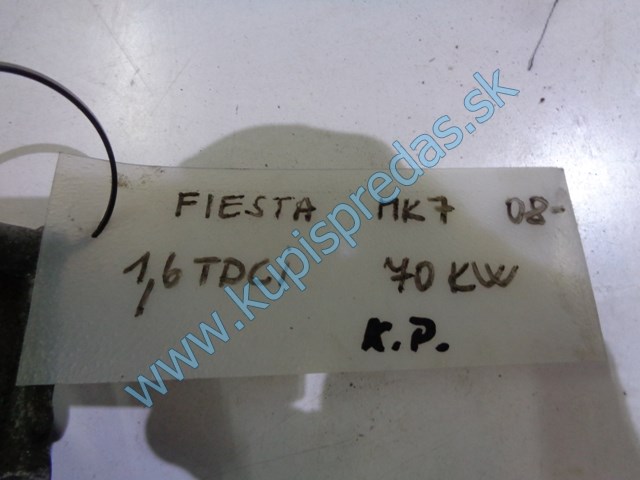 FIESTA MK7 08-
1,6 TDCI 70 KW
K.P.
www.kupispredas.sk